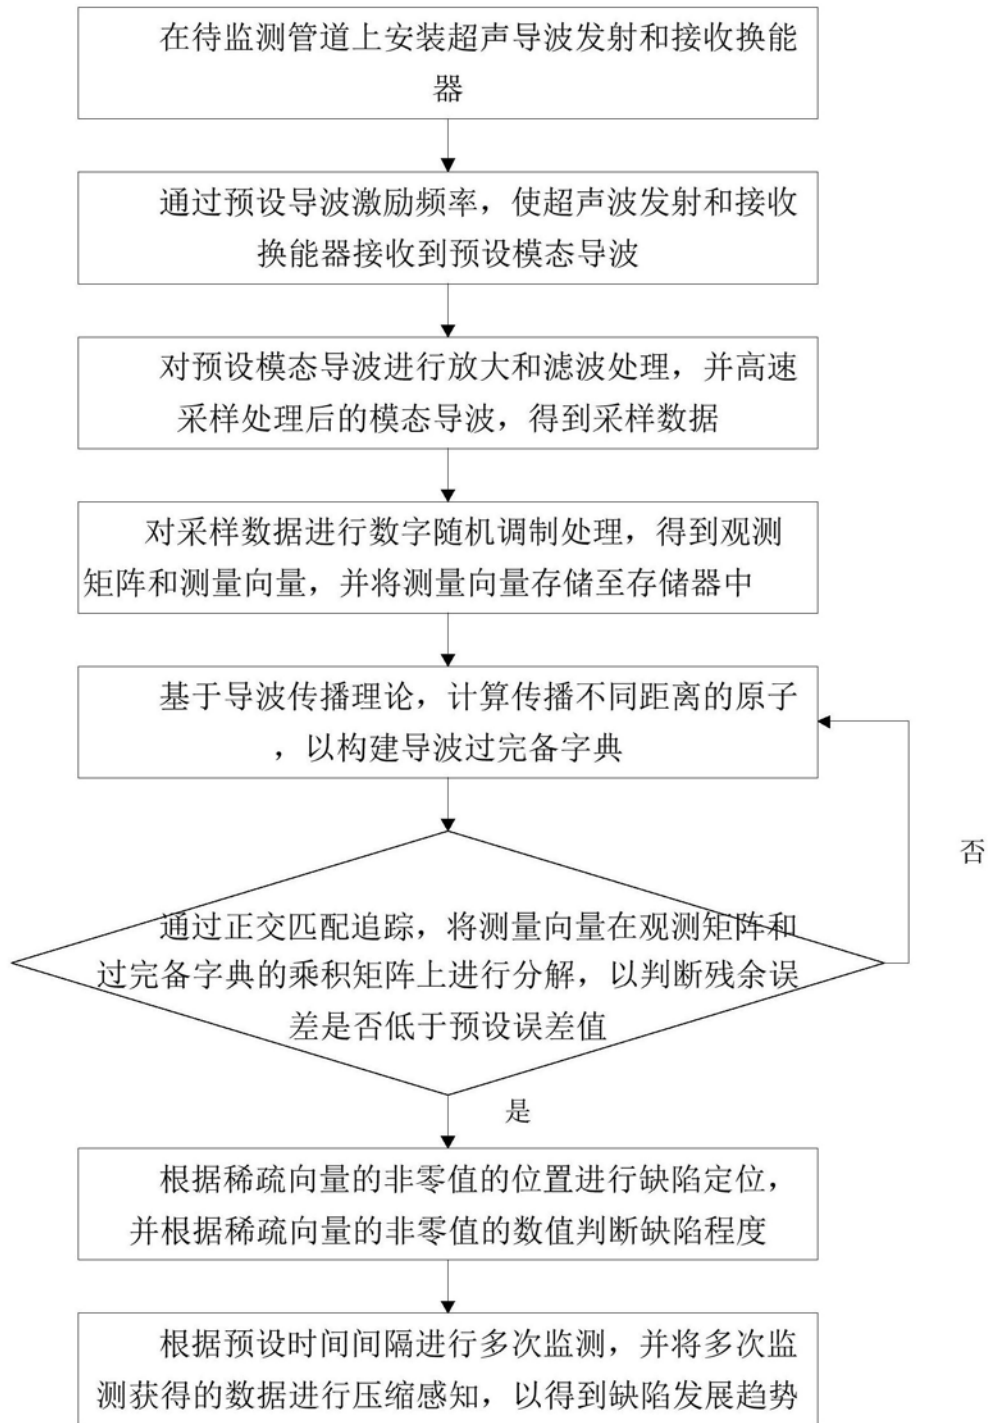 在待监测管道上安装超声导波发射和接收换能
器
通过预设导波激励频率，使超声波发射和接收
换能器接收到预设模态导波
对预设模态导波进行放大和滤波处理，并高速
采样处理后的模态导波，得到采样数据
对采样数据进行数字随机调制处理，得到观测
矩阵和测量向量，并将测量向量存储至存储器中
基于导波传播理论，计算传播不同距离的原子
，以构建导波过完备字典
否
通过正交匹配追踪，将测量向量在观测矩阵和
过完备字典的乘积矩阵上进行分解，以判断残余误
差是否低于预设误差值
是
根据稀疏向量的非零值的位置进行缺陷定位，
并根据稀疏向量的非零值的数值判断缺陷程度
根据预设时间间隔进行多次监测，并将多次监
测获得的数据进行压缩感知，以得到缺陷发展趋势